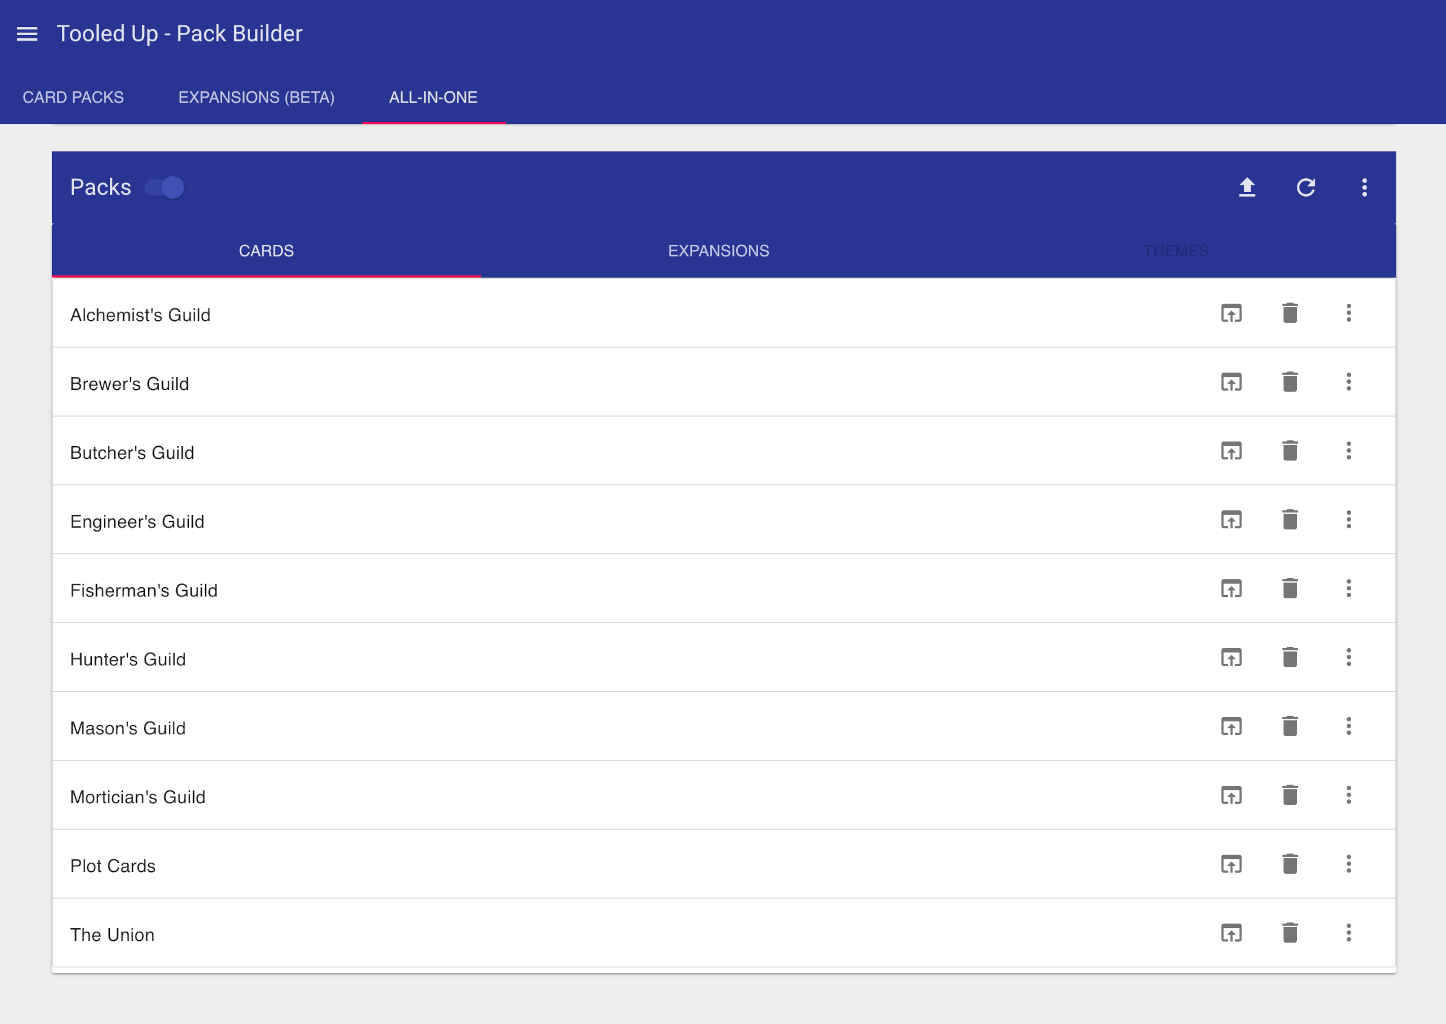 Tooled Up - Pack Builder
CARD PACKS EXPANSIONS (BETA) ALL-IN-ONE
Packs
CARDS EXPANSIONS THEMES
Alchemist's Guild
Brewer's Guild
Butcher's Guild
Engineer's Guild
Fisherman's Guild
Hunter's Guild
Mason's Guild
Mortician's Guild
Plot Cards
The Union